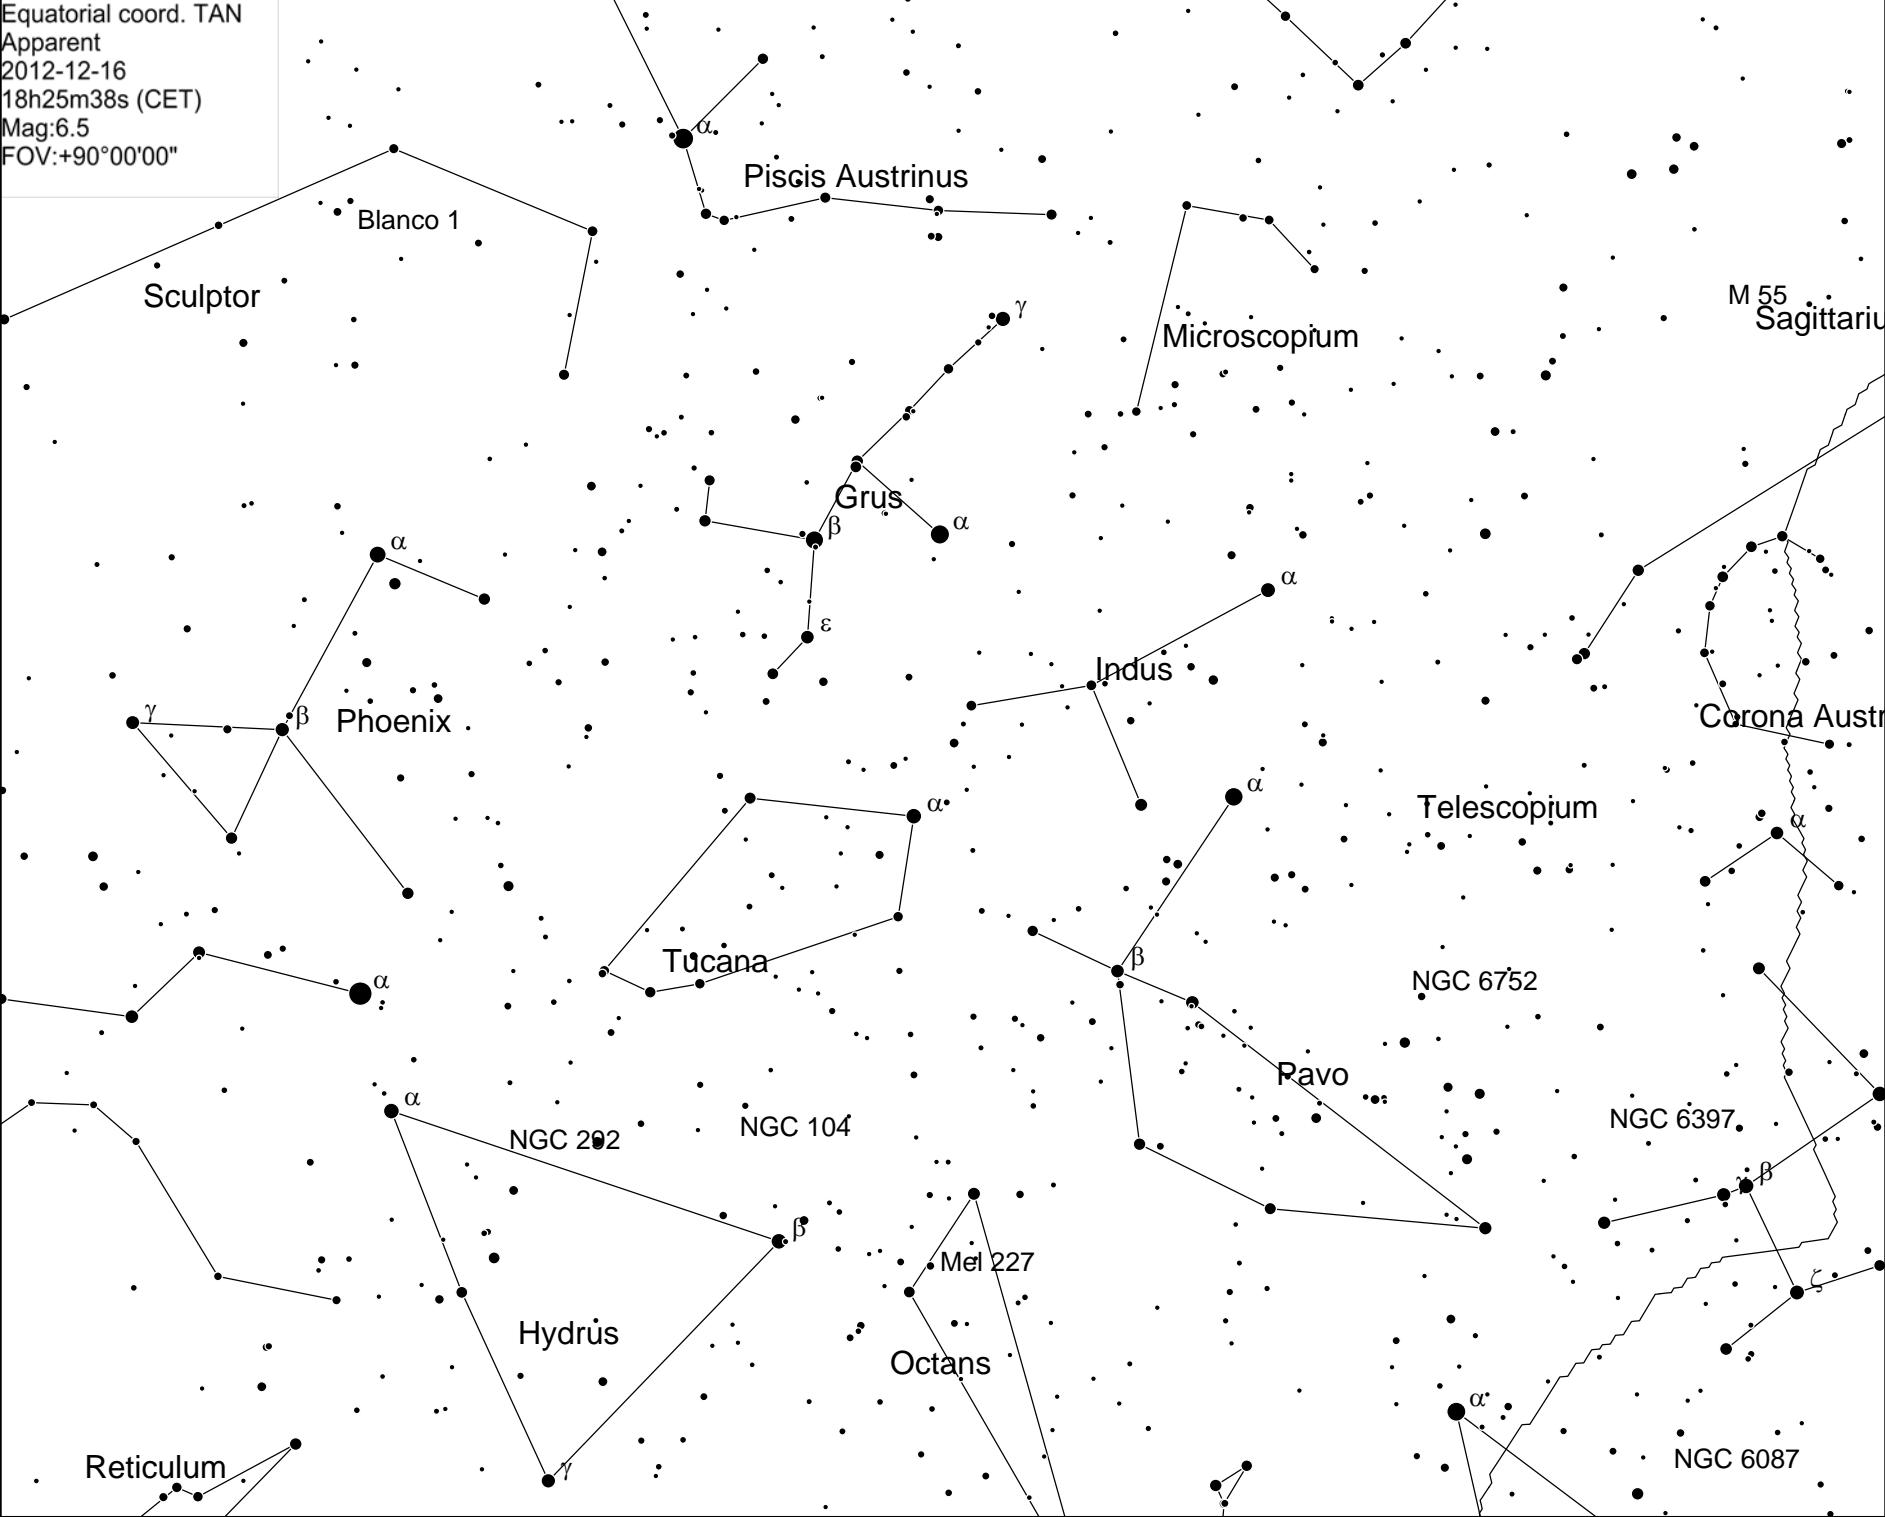 Equatorial coord. TAN
Apparent
2012-12-16
18h25m38s (CET)
Mag:6.5
FOV:+90°00'00"
α
Piscis Austrinus
Blanco 1
Sculptor
γ
Microscopium
M 55
Sagittariu
Grus
β
α
α
α
ε
Indus
γ
β
Phoenix
Corona Austr
α
α
Telescopium
α
Tucana
β
α
NGC 6752
Pavo
α
NGC 292
NGC 104
NGC 6397
β
γ
β
Mel 227
ζ
Hydrus
Octans
α
Reticulum
γ
NGC 6087